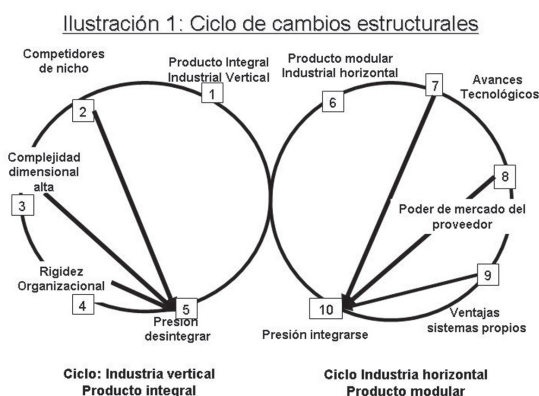 Ilustración 1: Ciclo de cambios estructurales
Competidores
de nicho
Producto Integral
Industrial Vertical
1
2
Complejidad
dimensional
alta
3
Rigidez
Organizacional
4
5
Presión
desintegrar
Producto modular
Industrial horizontal
6
7
Avances
Tecnológicos
8
Poder de mercado del
proveedor
9
Ventajas
sistemas propios
10
Presión integrarse
Ciclo: Industria vertical
Producto integral
Ciclo Industria horizontal
Producto modular